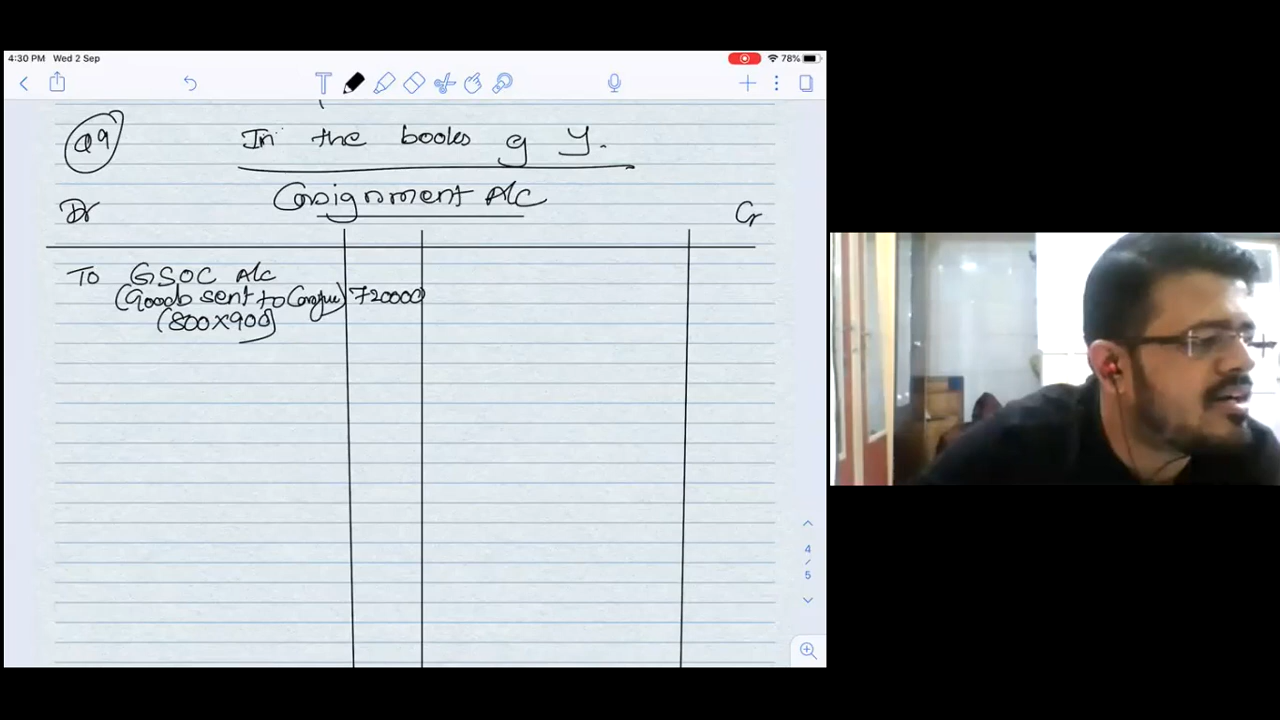 4:30 PM Wed 2 Sep
78%
Q9
In the books of Y.
Consignment A/c
Dr
Cr
To GSOC A/c
(Goods sent to Consignee) 720000
(800×900)
4
5